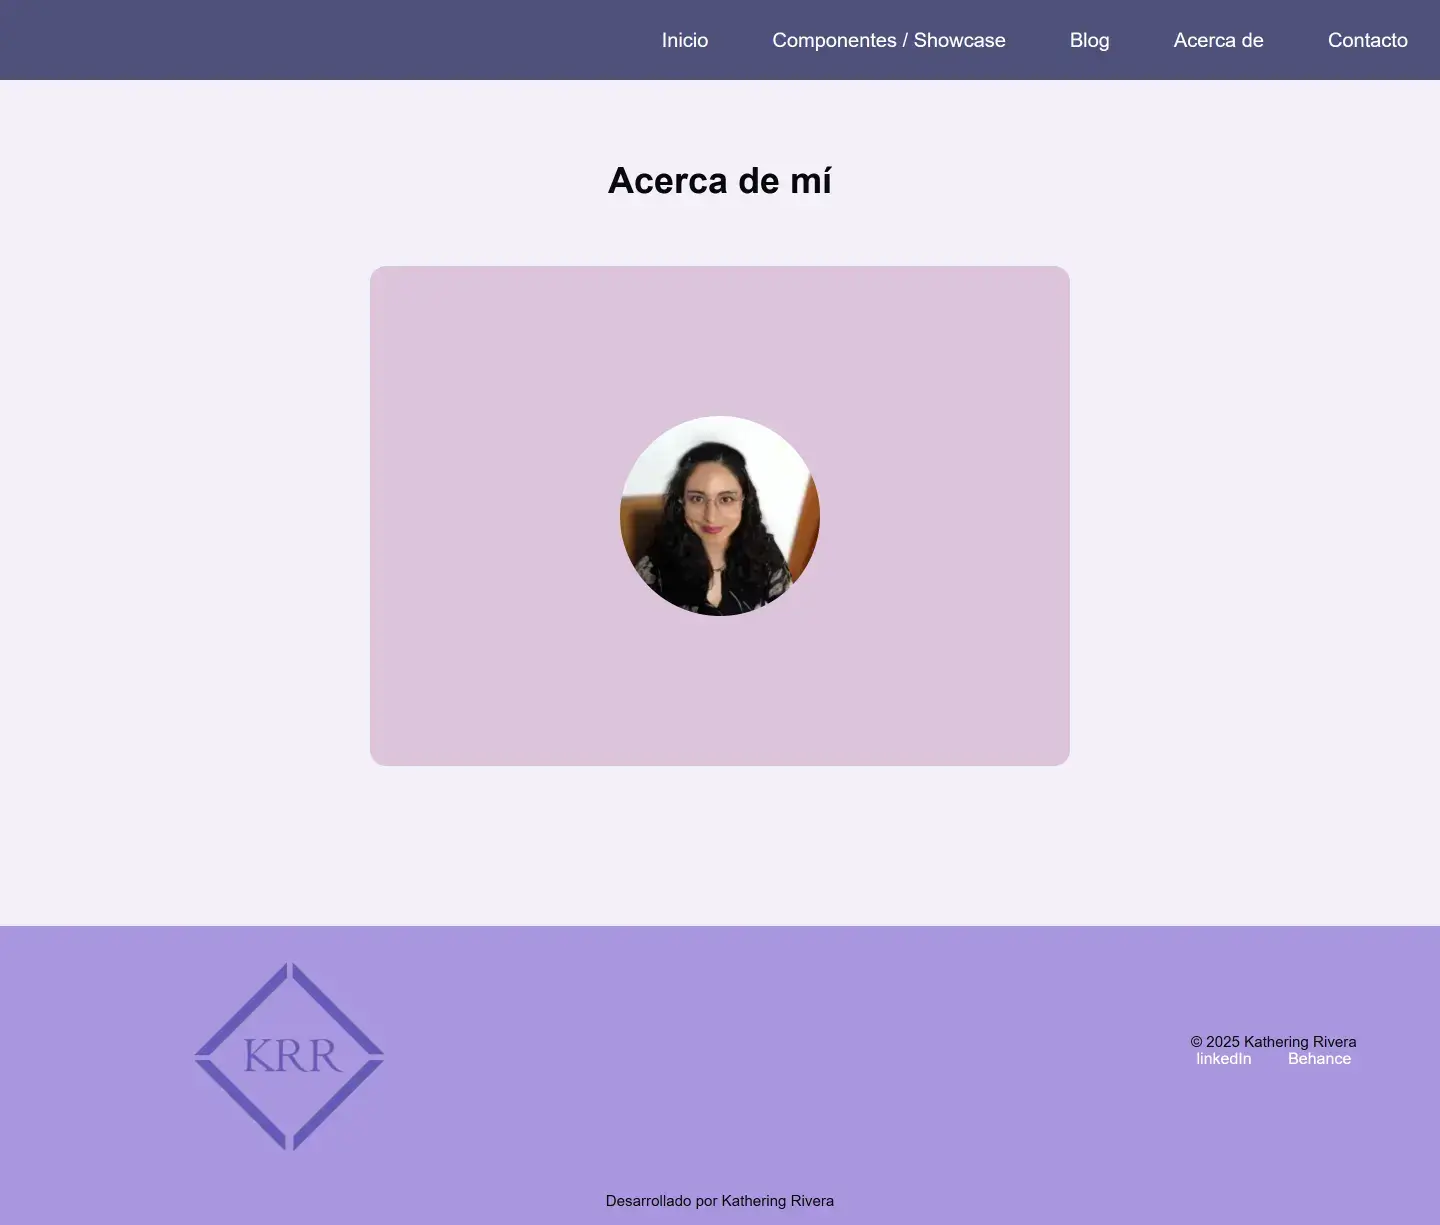 Inicio
Componentes / Showcase
Blog
Acerca de
Contacto
Acerca de mí
KRR
© 2025 Kathering Rivera
linkedIn
Behance
Desarrollado por Kathering Rivera